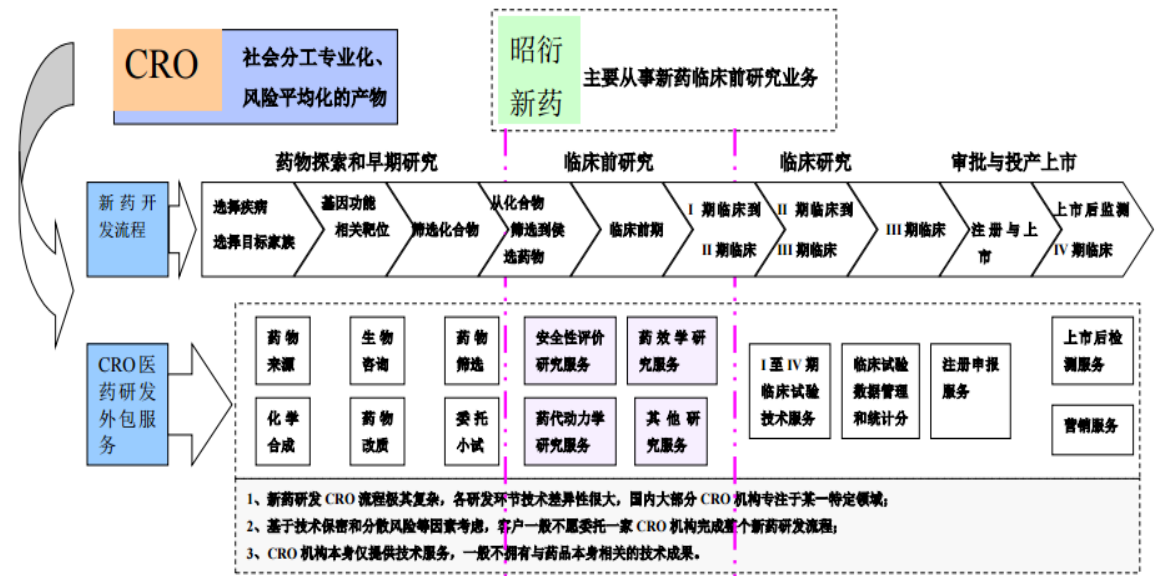 CRO
社会分工专业化、
风险平均化的产物
昭衍
新药
主要从事新药临床前研究业务
药物探索和早期研究
临床前研究
临床研究
审批与投产上市
新药开
发流程
选择疾病
选择目标家族
基因功能
相关靶位
筛选化合物
从化合物
筛选到侯
选药物
临床前期
I 期临床到
II 期临床
II 期临床到
III 期临床
III 期临床
注册与上
市
上市后监测
IV 期临床
CRO 医
药研发
外包服
务
药物
来源
生物
咨询
药物
筛选
安全性评价
研究服务
药效学研
究服务
I 至 IV 期
临床试验
技术服务
临床试验
数据管理
和统计分
注册申报
服务
上市后检
测服务
化学
合成
药物
改质
委托
小试
药代动力学
研究服务
其他研
究服务
营销服务
1、新药研发 CRO 流程极其复杂，各研发环节技术差异性很大，国内大部分 CRO 机构专注于某一特定领域；
2、基于技术保密和分散风险等因素考虑，客户一般不愿委托一家 CRO 机构完成整个新药研发流程；
3、CRO 机构本身仅提供技术服务，一般不拥有与药品本身相关的技术成果。